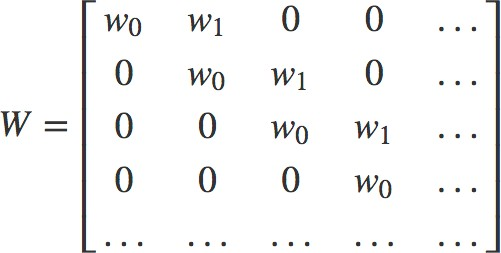 w₀ w₁ 0 0 ...
0 w₀ w₁ 0 ...
W = 0 0 w₀ w₁ ...
0 0 0 w₀ ...
... ... ... ... ...